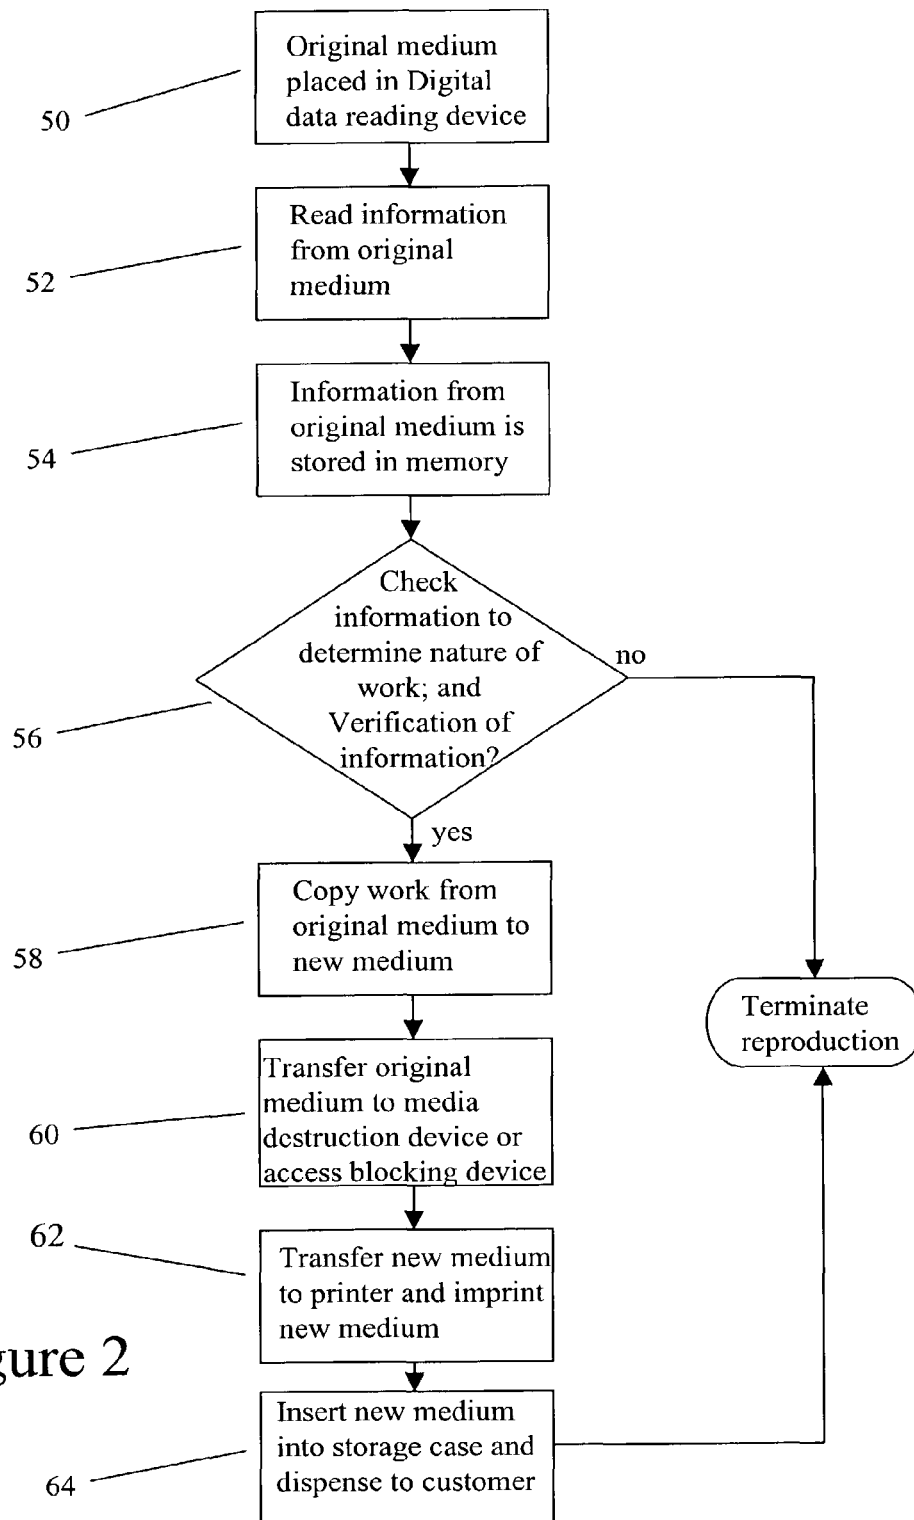 Original medium
placed in Digital
data reading device
50
Read information
from original
medium
52
Information from
original medium is
stored in memory
54
Check
information to
determine nature of
work; and
Verification of
information?
no
56
yes
Copy work from
original medium to
new medium
58
Terminate
reproduction
Transfer original
medium to media
destruction device or
access blocking device
60
62
Transfer new medium
to printer and imprint
new medium
gure 2
Insert new medium
into storage case and
dispense to customer
64